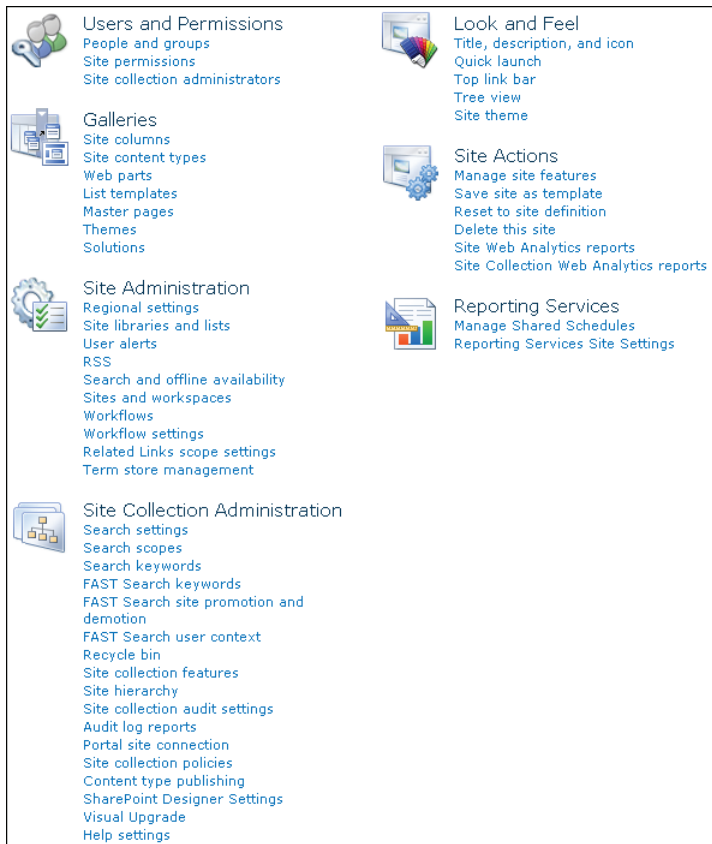 Users and Permissions
People and groups
Site permissions
Site collection administrators
Galleries
Site columns
Site content types
Web parts
List templates
Master pages
Themes
Solutions
Site Administration
Regional settings
Site libraries and lists
User alerts
RSS
Search and offline availability
Sites and workspaces
Workflows
Workflow settings
Related Links scope settings
Term store management
Site Collection Administration
Search settings
Search scopes
Search keywords
FAST Search keywords
FAST Search site promotion and
demotion
FAST Search user context
Recycle bin
Site collection features
Site hierarchy
Site collection audit settings
Audit log reports
Portal site connection
Site collection policies
Content type publishing
SharePoint Designer Settings
Visual Upgrade
Help settings
Look and Feel
Title, description, and icon
Quick launch
Top link bar
Tree view
Site theme
Site Actions
Manage site features
Save site as template
Reset to site definition
Delete this site
Site Web Analytics reports
Site Collection Web Analytics reports
Reporting Services
Manage Shared Schedules
Reporting Services Site Settings